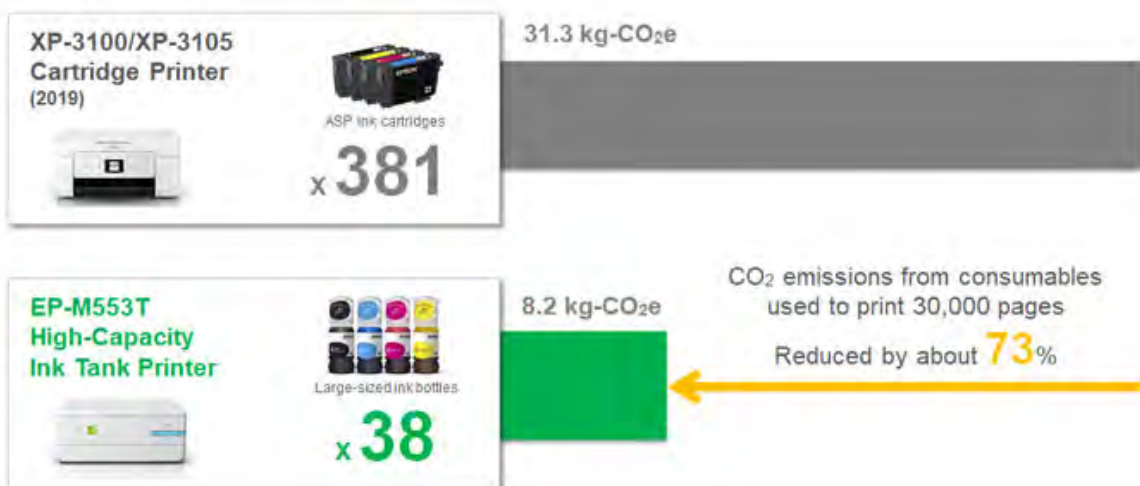 XP-3100/XP-3105
Cartridge Printer
(2019)
EPSON
ASP Ink cartridges
x 381
31.3 kg-CO₂e
EP-M553T
High-Capacity
Ink Tank Printer
Large-sized ink bottles
x 38
8.2 kg-CO₂e
CO₂ emissions from consumables
used to print 30,000 pages
Reduced by about 73%